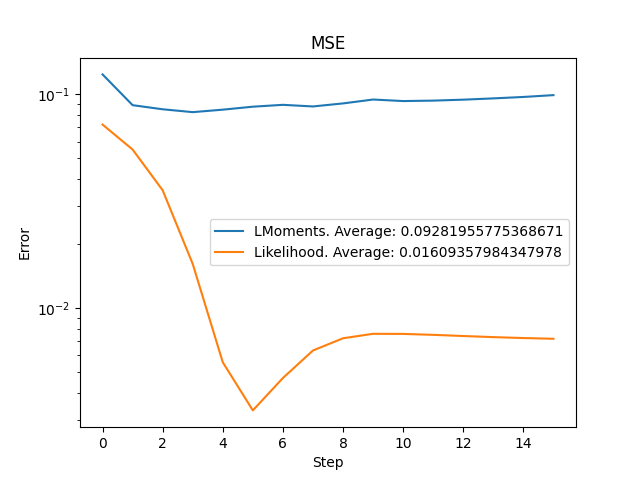 MSE
10⁻¹
Error
LMoments. Average: 0.09281955775368671
Likelihood. Average: 0.01609357984347978
10⁻²
0 2 4 6 8 10 12 14
Step